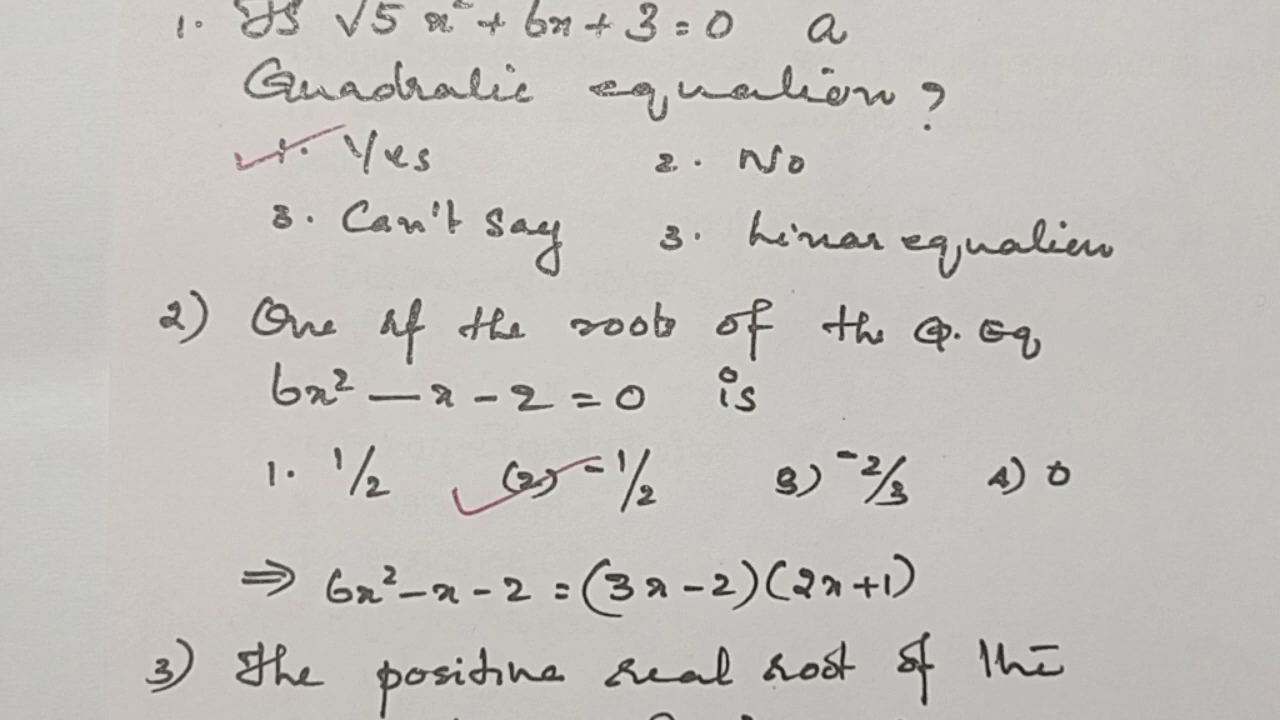 1. Is √5 x² + 6x + 3 = 0 a
Quadratic equation ?
1. Yes 2. No
3. Can't say 3. Linear equation
2) One of the roots of the Q. Eq
6x² — x - 2 = 0 is
1. 1/2 (2) -1/2 3) -2/3 4) 0
⇒ 6x² - x - 2 = (3x - 2)(2x + 1)
3) The positive real root of the